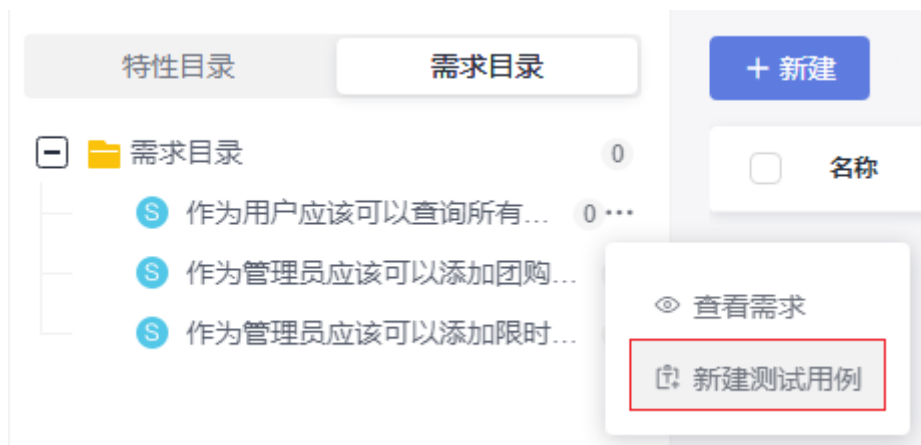 特性目录
需求目录
+ 新建
需求目录
0
名称
S 作为用户应该可以查询所有... 0 ...
S 作为管理员应该可以添加团购...
S 作为管理员应该可以添加限时...
查看需求
新建测试用例